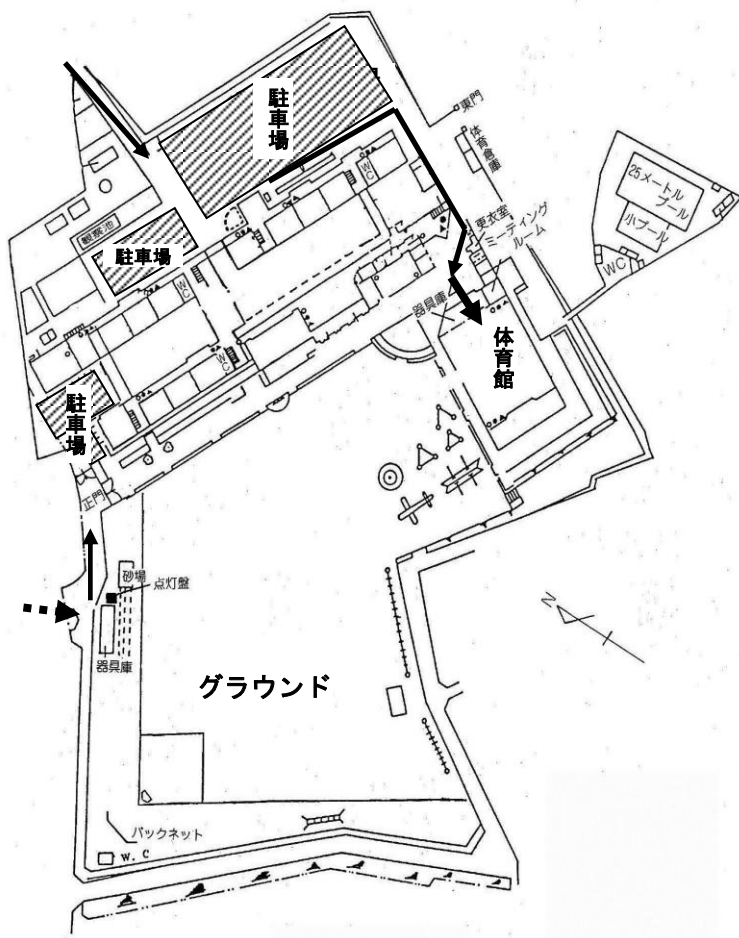 駐車場
東門
体育倉庫
25メートル
プール
小プール
WC
WC
観察池
駐車場
更衣室
ミーティング
ルーム
WC
器具庫
体育館
WC
駐車場
正門
砂場
点灯盤
N
器具庫
グラウンド
バックネット
W.C